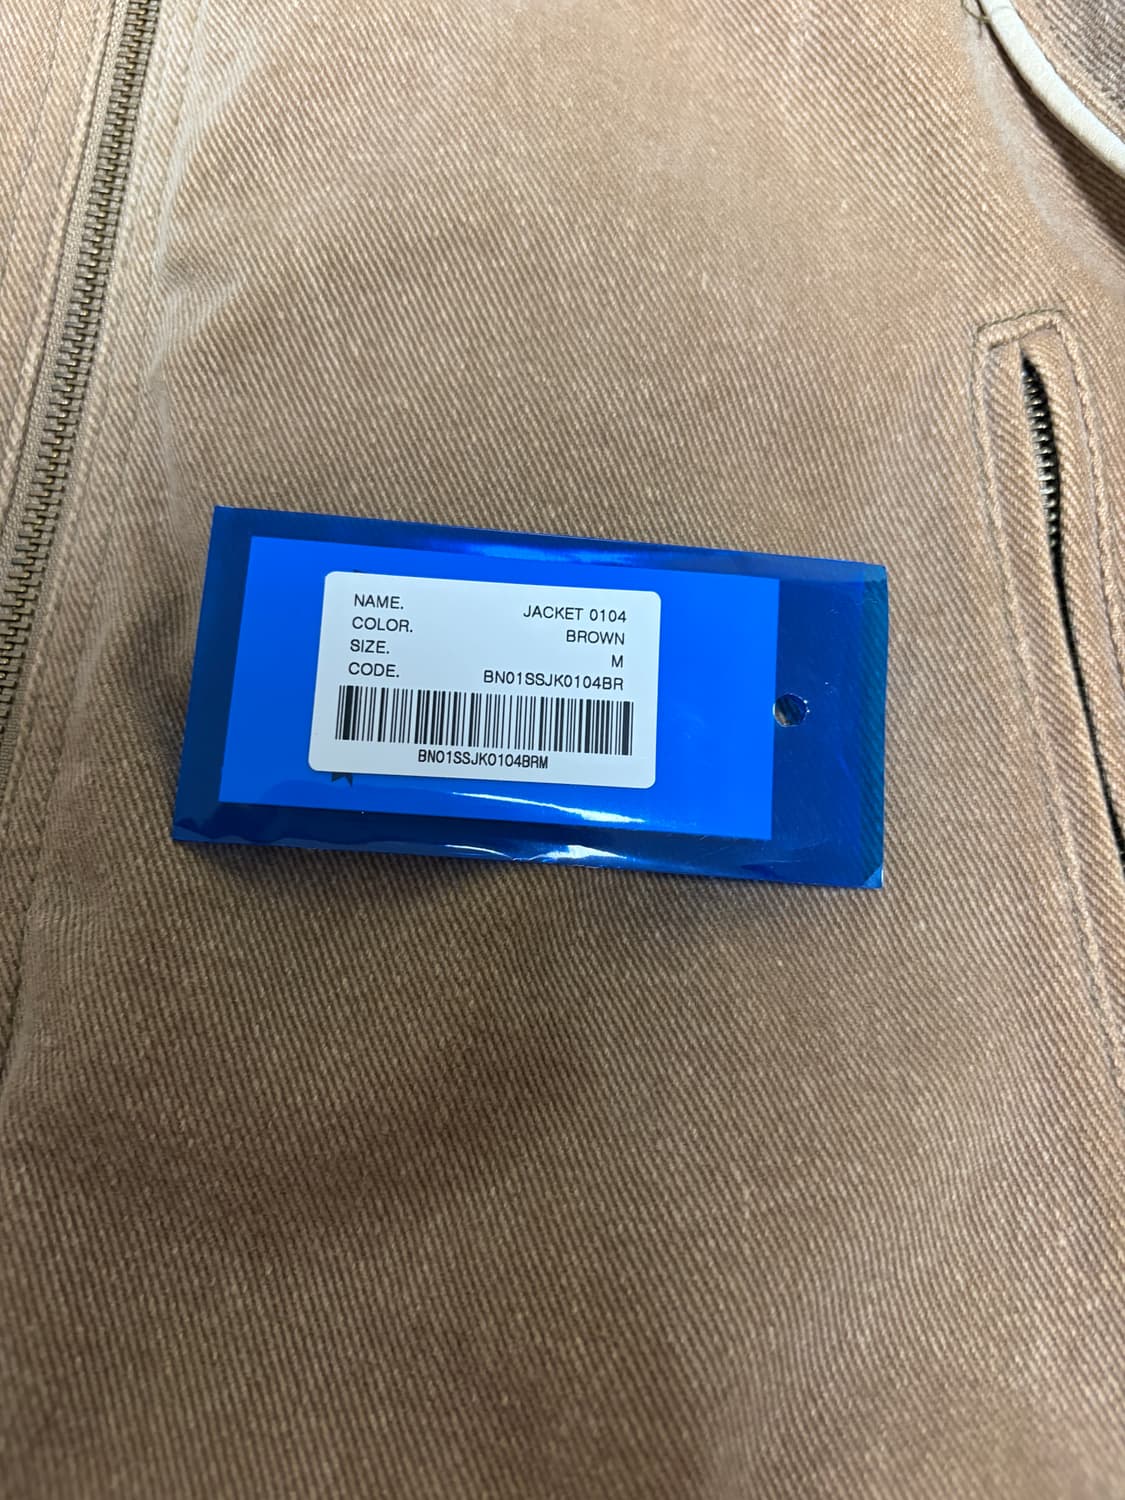 NAME. JACKET 0104
COLOR. BROWN
SIZE. M
CODE. BN01SSJK0104BR
BN01SSJK0104BRM